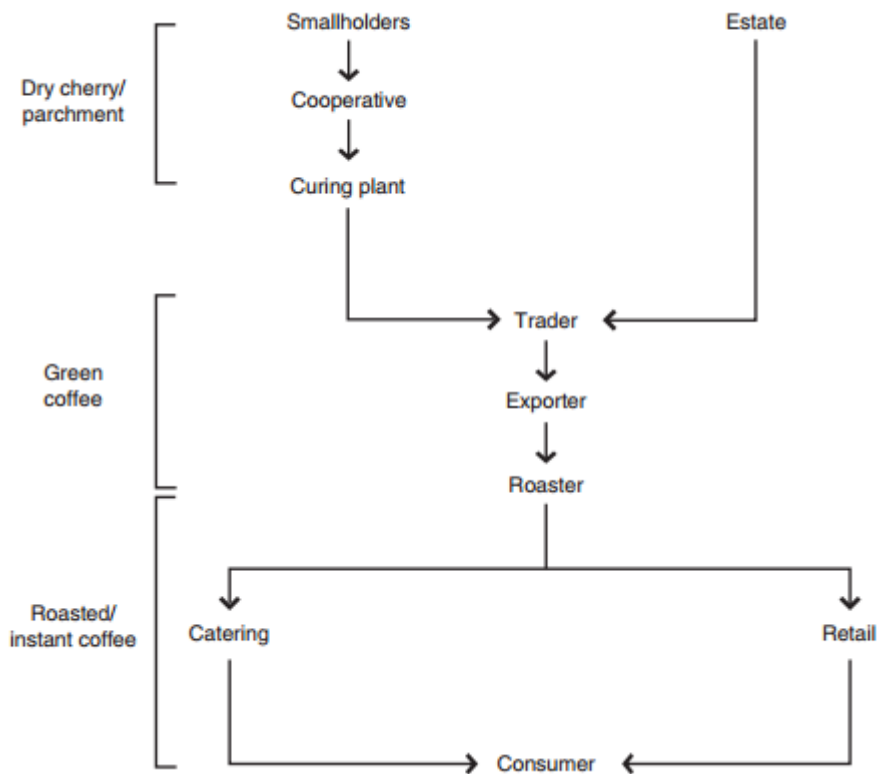 Smallholders
Estate
Dry cherry/
parchment
Cooperative
Curing plant
Trader
Green
coffee
Exporter
Roaster
Roasted/
instant coffee
Catering
Retail
Consumer